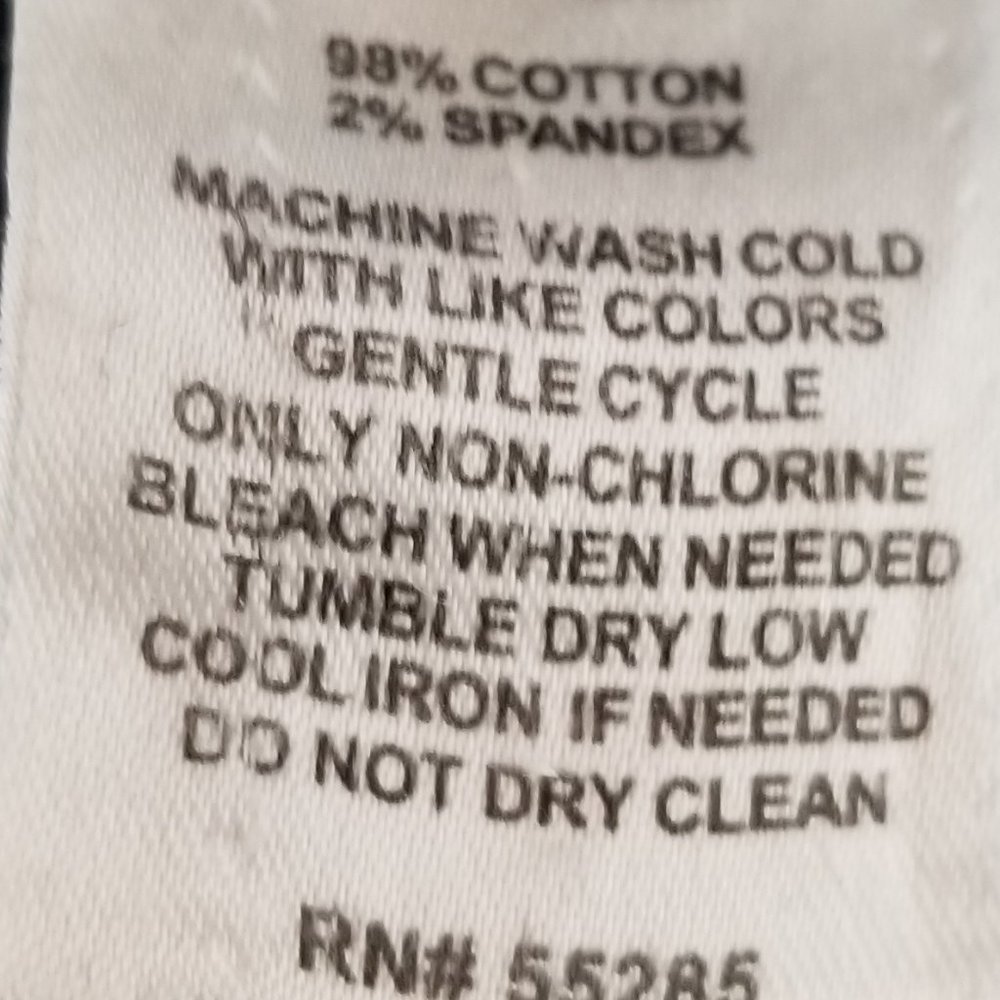 98% COTTON
2% SPANDEX
MACHINE WASH COLD
WITH LIKE COLORS
GENTLE CYCLE
ONLY NON-CHLORINE
BLEACH WHEN NEEDED
TUMBLE DRY LOW
COOL IRON IF NEEDED
DO NOT DRY CLEAN
RN# 55285